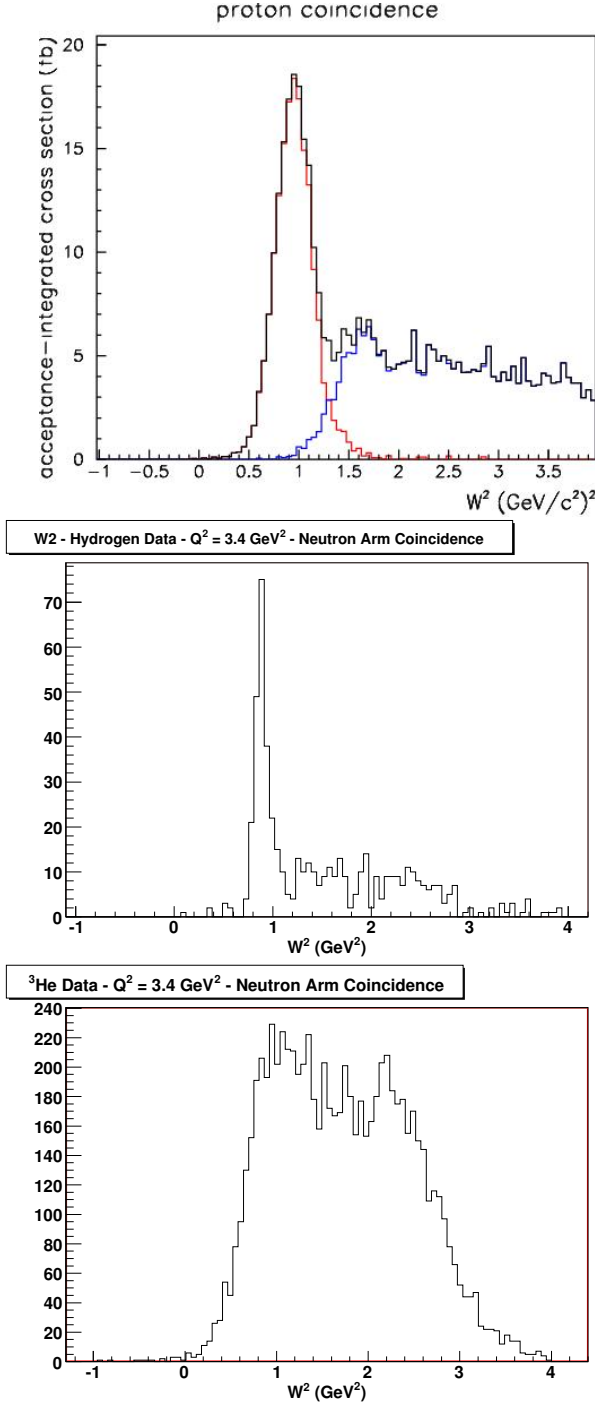 proton coincidence
acceptance−integrated cross section (fb)
20
15
10
5
0
−1 −0.5 0 0.5 1 1.5 2 2.5 3 3.5
W² (GeV/c²)²
W2 - Hydrogen Data - Q² = 3.4 GeV² - Neutron Arm Coincidence
70
60
50
40
30
20
10
0
-1 0 1 2 3 4
W² (GeV²)
³He Data - Q² = 3.4 GeV² - Neutron Arm Coincidence
240
220
200
180
160
140
120
100
80
60
40
20
0
-1 0 1 2 3 4
W² (GeV²)